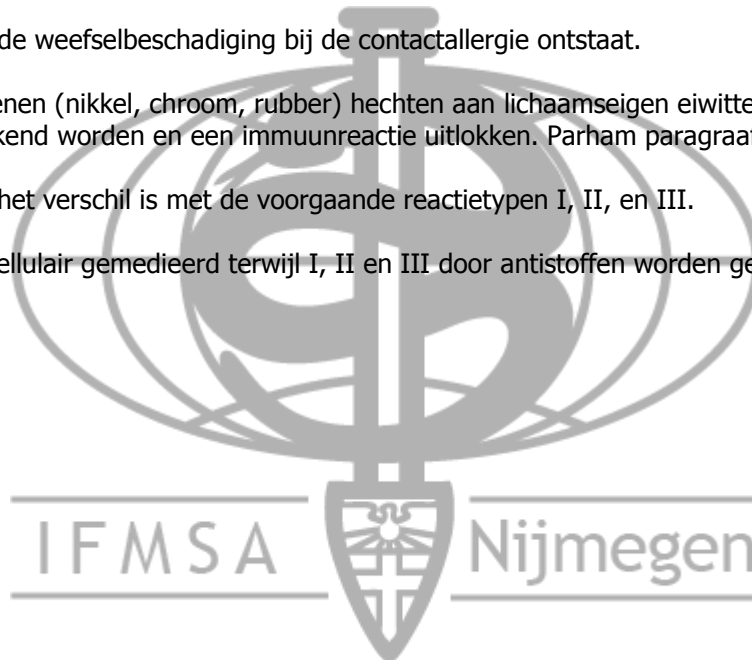 de weefselbeschadiging bij de contactallergie ontstaat.
enen (nikkel, chroom, rubber) hechten aan lichaamseigen eiwitte
kend worden en een immuunreactie uitlokken. Parham paragraaf
het verschil is met de voorgaande reactietypen I, II, en III.
ellulair gemedieerd terwijl I, II en III door antistoffen worden ge
IFMSA Nijmegen